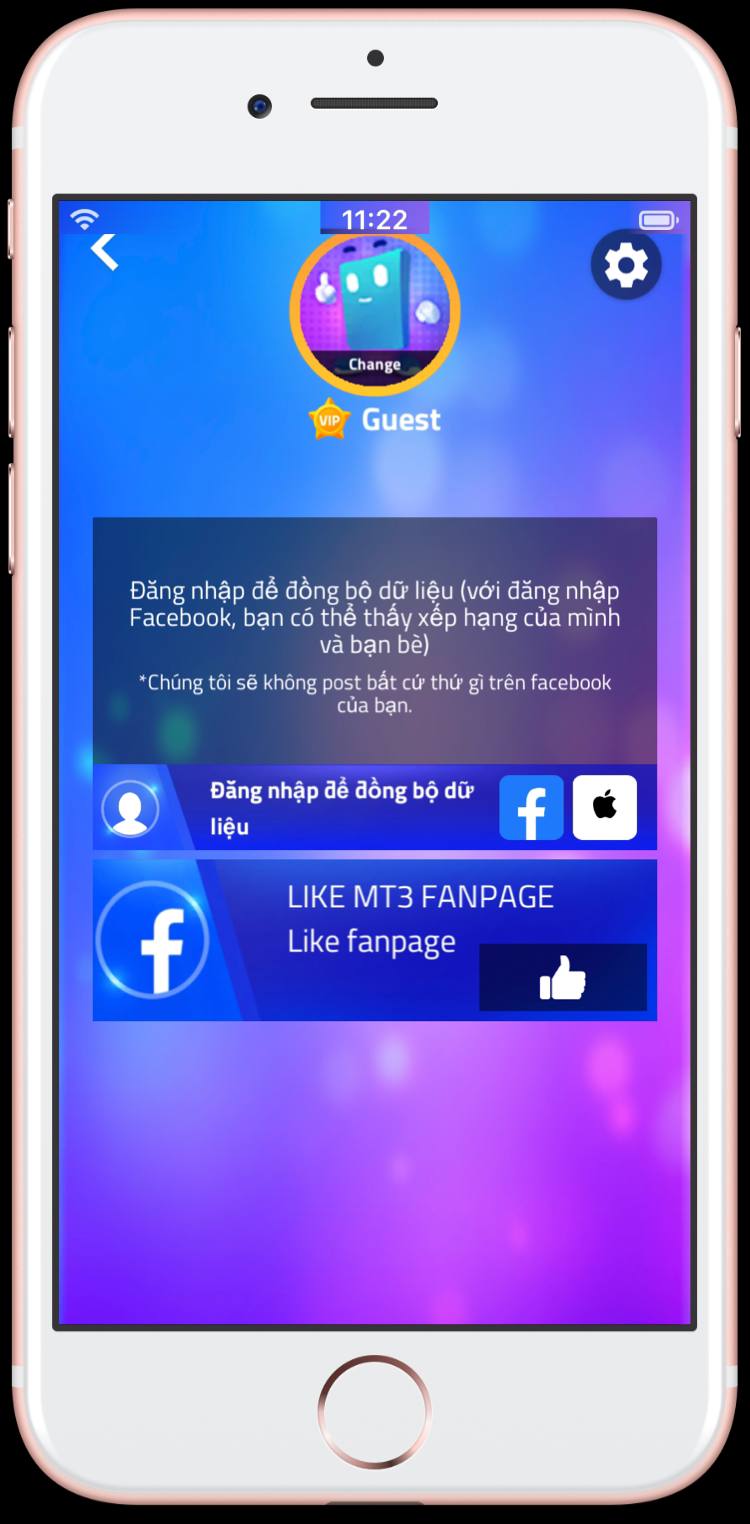 11:22
Change
VIP Guest
Đăng nhập để đồng bộ dữ liệu (với đăng nhập
Facebook, bạn có thể thấy xếp hạng của mình
và bạn bè)
*Chúng tôi sẽ không post bất cứ thứ gì trên facebook
của bạn.
Đăng nhập để đồng bộ dữ
liệu
LIKE MT3 FANPAGE
Like fanpage